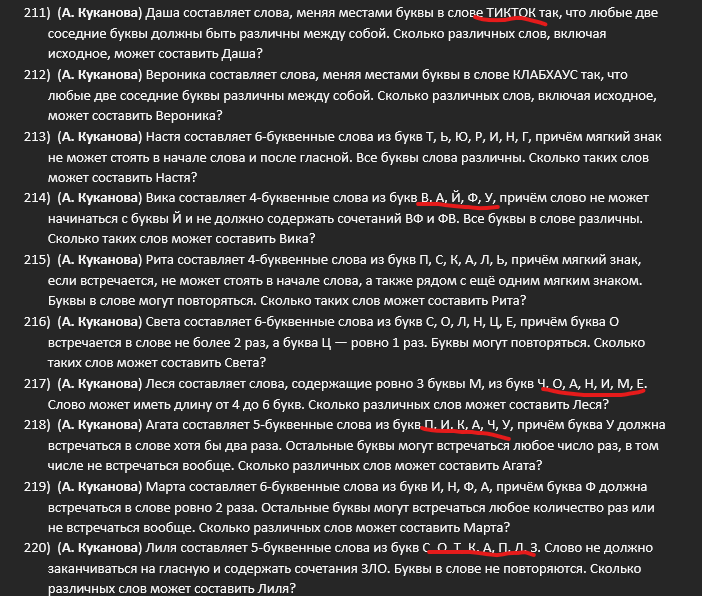 211) (А. Куканова) Даша составляет слова, меняя местами буквы в слове ТИКТОК так, что любые две
соседние буквы должны быть различны между собой. Сколько различных слов, включая
исходное, может составить Даша?
212) (А. Куканова) Вероника составляет слова, меняя местами буквы в слове КЛАБХАУС так, что
любые две соседние буквы различны между собой. Сколько различных слов, включая исходное,
может составить Вероника?
213) (А. Куканова) Настя составляет 6-буквенные слова из букв Т, Ь, Ю, Р, И, Н, Г, причём мягкий знак
не может стоять в начале слова и после гласной. Все буквы слова различны. Сколько таких слов
может составить Настя?
214) (А. Куканова) Вика составляет 4-буквенные слова из букв В, А, Й, Ф, У, причём слово не может
начинаться с буквы Й и не должно содержать сочетаний ВФ и ФВ. Все буквы в слове различны.
Сколько таких слов может составить Вика?
215) (А. Куканова) Рита составляет 4-буквенные слова из букв П, С, К, А, Л, Ь, причём мягкий знак,
если встречается, не может стоять в начале слова, а также рядом с ещё одним мягким знаком.
Буквы в слове могут повторяться. Сколько таких слов может составить Рита?
216) (А. Куканова) Света составляет 6-буквенные слова из букв С, О, Л, Н, Ц, Е, причём буква О
встречается в слове не более 2 раз, а буква Ц — ровно 1 раз. Буквы могут повторяться. Сколько
таких слов может составить Света?
217) (А. Куканова) Леся составляет слова, содержащие ровно 3 буквы М, из букв Ч, О, А, Н, И, М, Е.
Слово может иметь длину от 4 до 6 букв. Сколько различных слов может составить Леся?
218) (А. Куканова) Агата составляет 5-буквенные слова из букв П, И, К, А, Ч, У, причём буква У должна
встречаться в слове хотя бы два раза. Остальные буквы могут встречаться любое число раз, в том
числе не встречаться вообще. Сколько различных слов может составить Агата?
219) (А. Куканова) Марта составляет 6-буквенные слова из букв И, Н, Ф, А, причём буква Ф должна
встречаться в слове ровно 2 раза. Остальные буквы могут встречаться любое количество раз или
не встречаться вообще. Сколько различных слов может составить Марта?
220) (А. Куканова) Лиля составляет 5-буквенные слова из букв С, О, Т, К, А, П, Л, З. Слово не должно
заканчиваться на гласную и содержать сочетания ЗЛО. Буквы в слове не повторяются. Сколько
различных слов может составить Лиля?